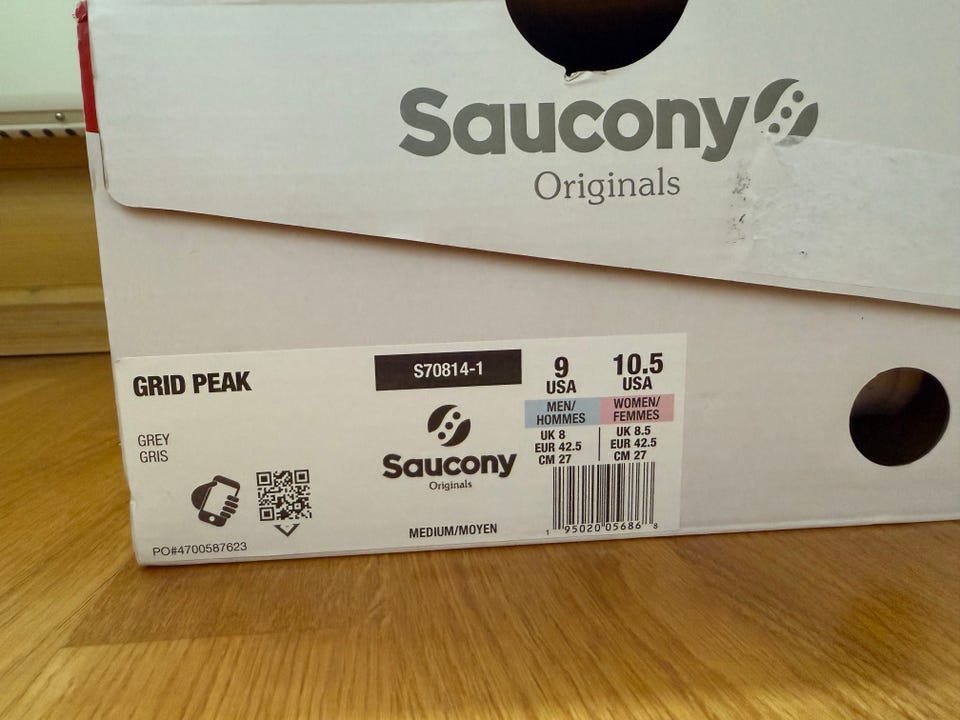 Saucony
Originals
GRID PEAK
GREY
GRIS
PO#4700587623
S70814-1
Saucony
Originals
MEDIUM/MOYEN
9
USA
MEN/
HOMMES
UK 8
EUR 42.5
CM 27
10.5
USA
WOMEN/
FEMMES
UK 8.5
EUR 42.5
CM 27
1 95020 05686 8